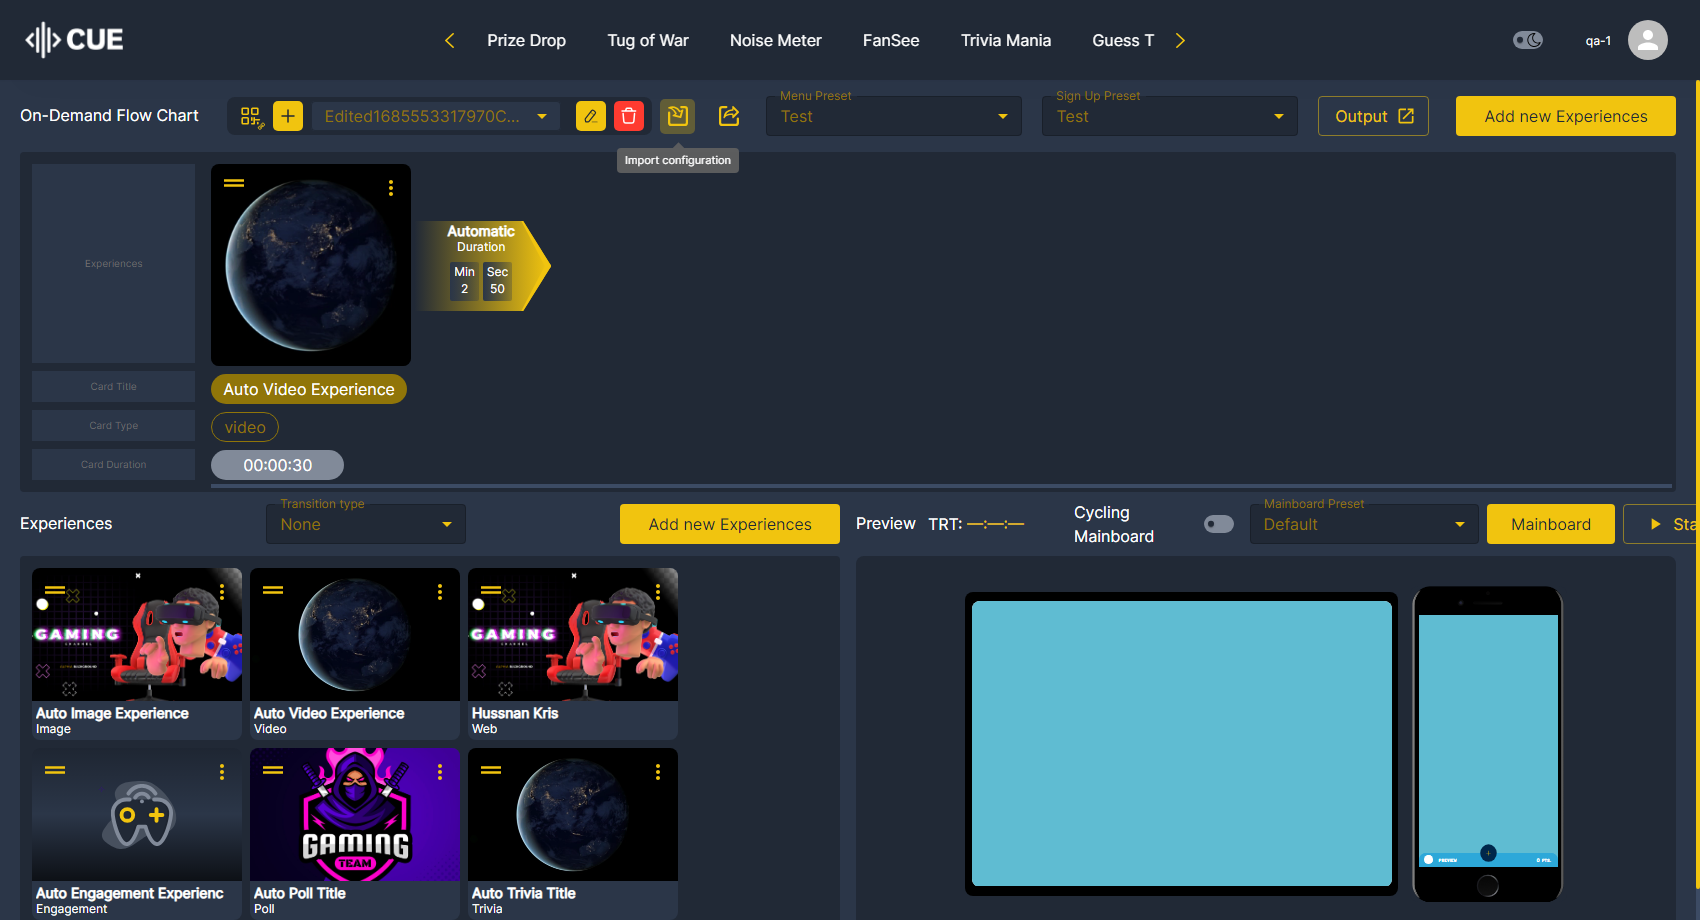 CUE
Prize Drop
Tug of War
Noise Meter
FanSee
Trivia Mania
Guess T
qa-1
On-Demand Flow Chart
Edited1685553317970C...
Menu Preset
Test
Sign Up Preset
Test
Output
Add new Experiences
Import configuration
Experiences
Automatic
Duration
Min
2
Sec
50
Card Title
Auto Video Experience
Card Type
video
Card Duration
00:00:30
Experiences
Transition type
None
Add new Experiences
Preview
TRT: —:—:—
Cycling
Mainboard
Mainboard Preset
Default
Mainboard
Sta
GAMING
CHANNEL
Auto Image Experience
Image
Auto Video Experience
Video
GAMING
CHANNEL
Hussnan Kris
Web
Auto Engagement Experienc
Engagement
GAMING
TEAM
Auto Poll Title
Poll
Auto Trivia Title
Trivia
PREVIEW
0 PTS.